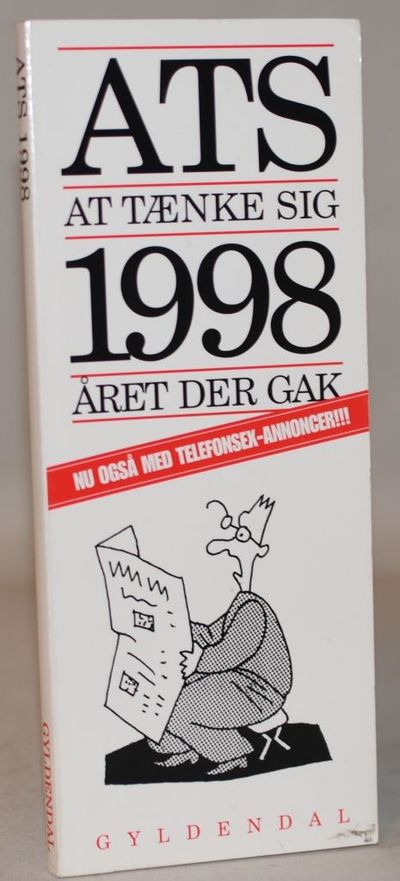 ATS
AT TÆNKE SIG
1998
ÅRET DER GAK
NU OGSÅ MED TELEFONSEX-ANNONCER!!!
GYLDENDAL
ATS 1998
GYLDENDAL